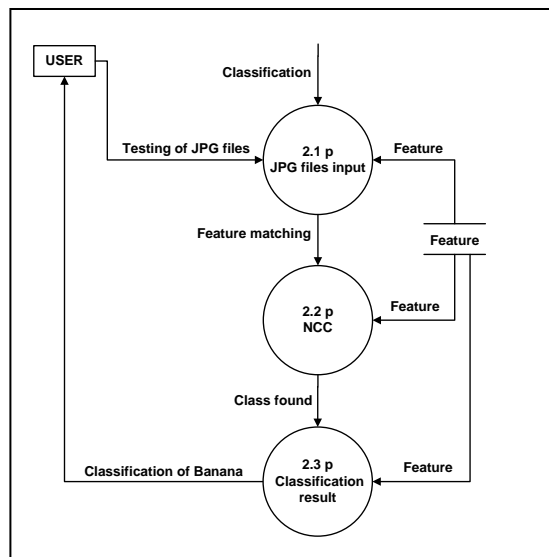 USER
Classification
2.1 p
JPG files input
Testing of JPG files
Feature
Feature matching
Feature
2.2 p
NCC
Feature
Class found
2.3 p
Classification
result
Classification of Banana
Feature